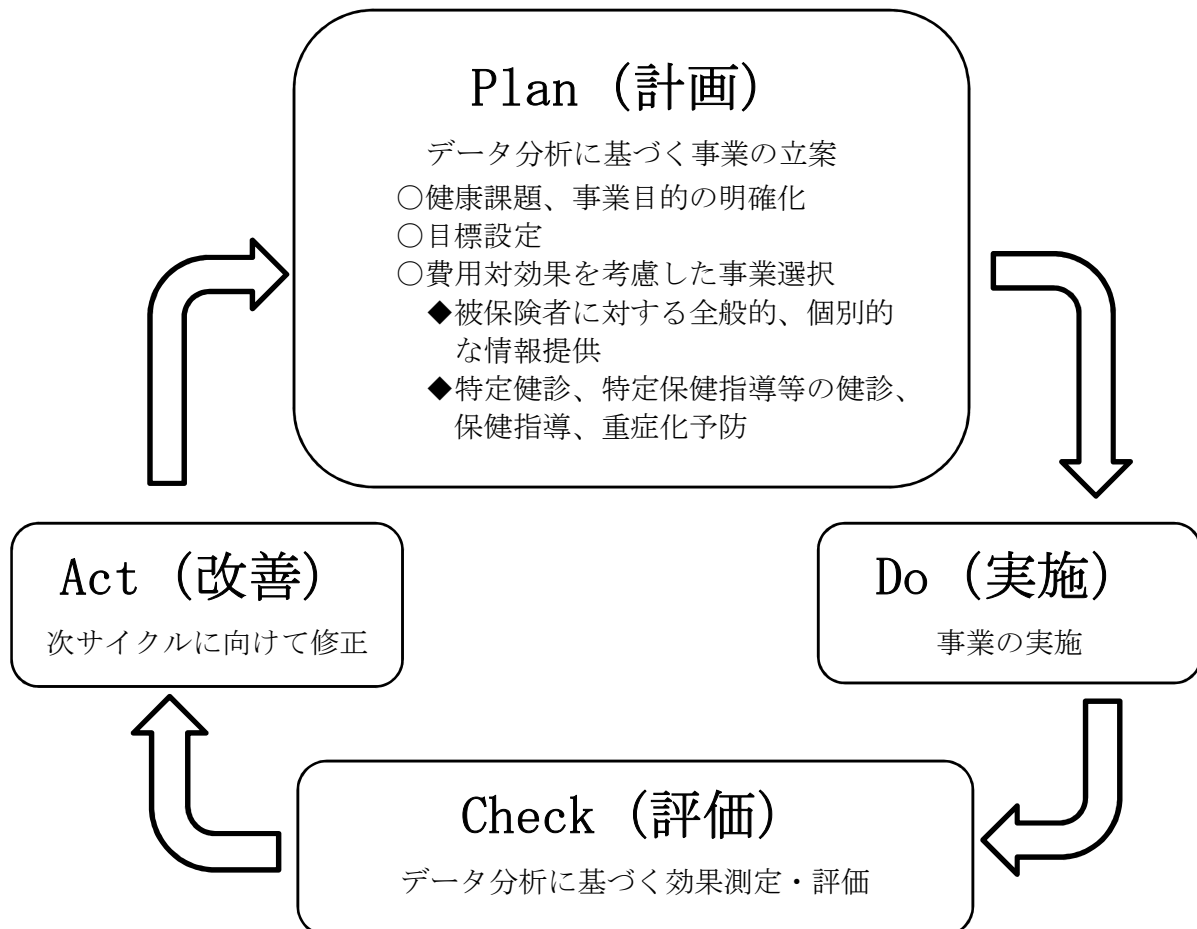 Plan (計画)
データ分析に基づく事業の立案
○健康課題、事業目的の明確化
○目標設定
○費用対効果を考慮した事業選択
◆被保険者に対する全般的、個別的
な情報提供
◆特定健診、特定保健指導等の健診、
保健指導、重症化予防
Act (改善)
次サイクルに向けて修正
Do (実施)
事業の実施
Check (評価)
データ分析に基づく効果測定・評価